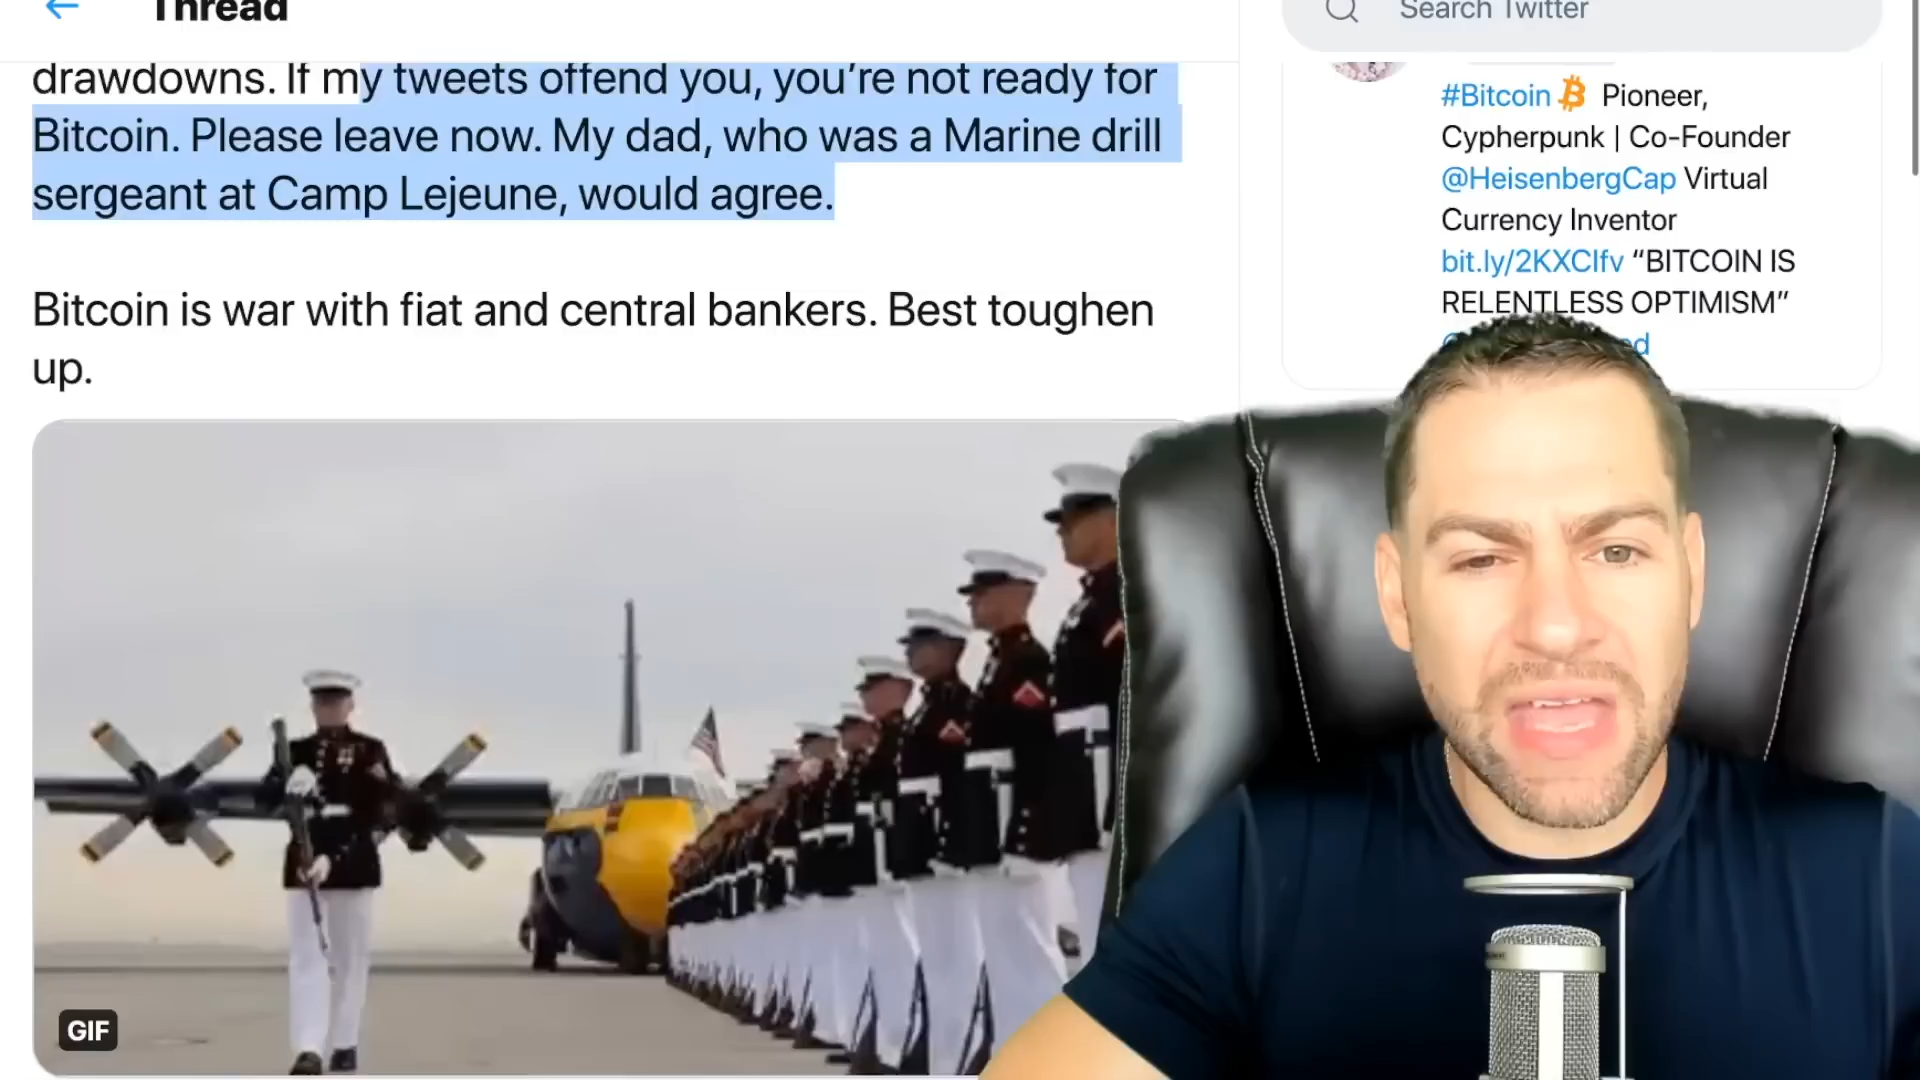 Thread
drawdowns. If my tweets offend you, you’re not ready for
Bitcoin. Please leave now. My dad, who was a Marine drill
sergeant at Camp Lejeune, would agree.
Bitcoin is war with fiat and central bankers. Best toughen
up.
GIF
Search Twitter
#Bitcoin Pioneer,
Cypherpunk | Co-Founder
@HeisenbergCap Virtual
Currency Inventor
bit.ly/2KXCIfv “BITCOIN IS
RELENTLESS OPTIMISM”